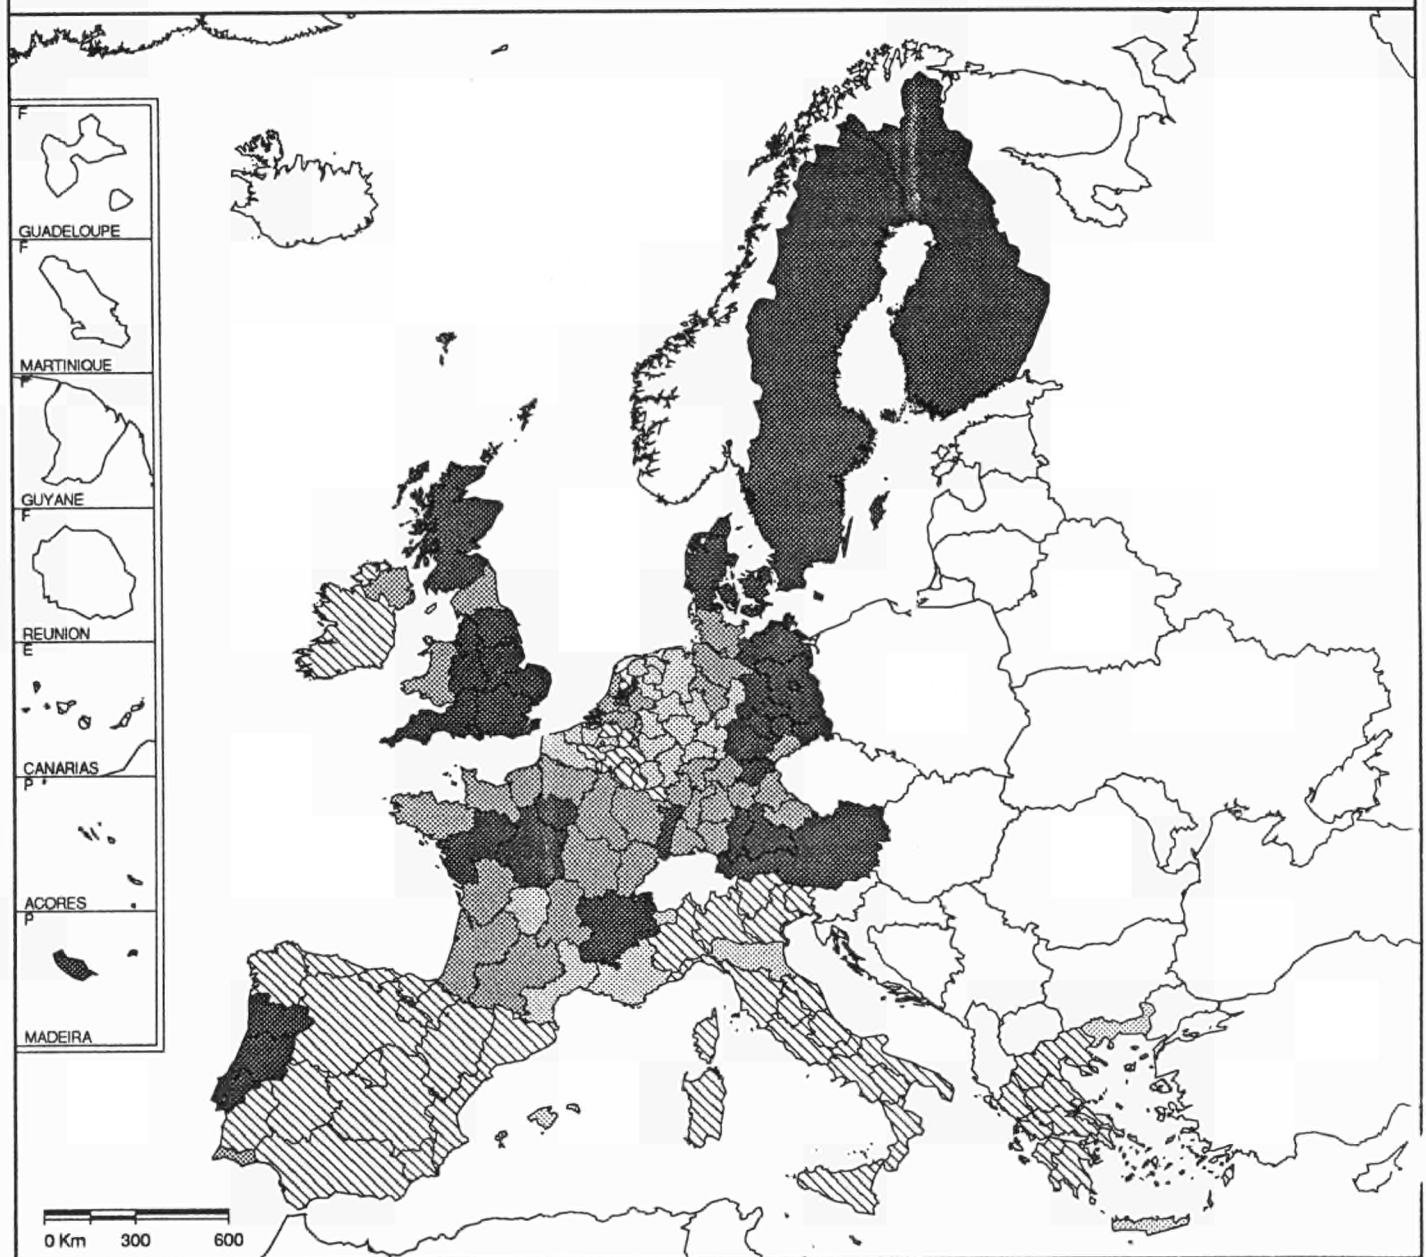 F
GUADELOUPE
F
MARTINIQUE
F
GUYANE
F
REUNION
E
CANARIAS
P
ACORES
P
MADEIRA
0 Km 300 600